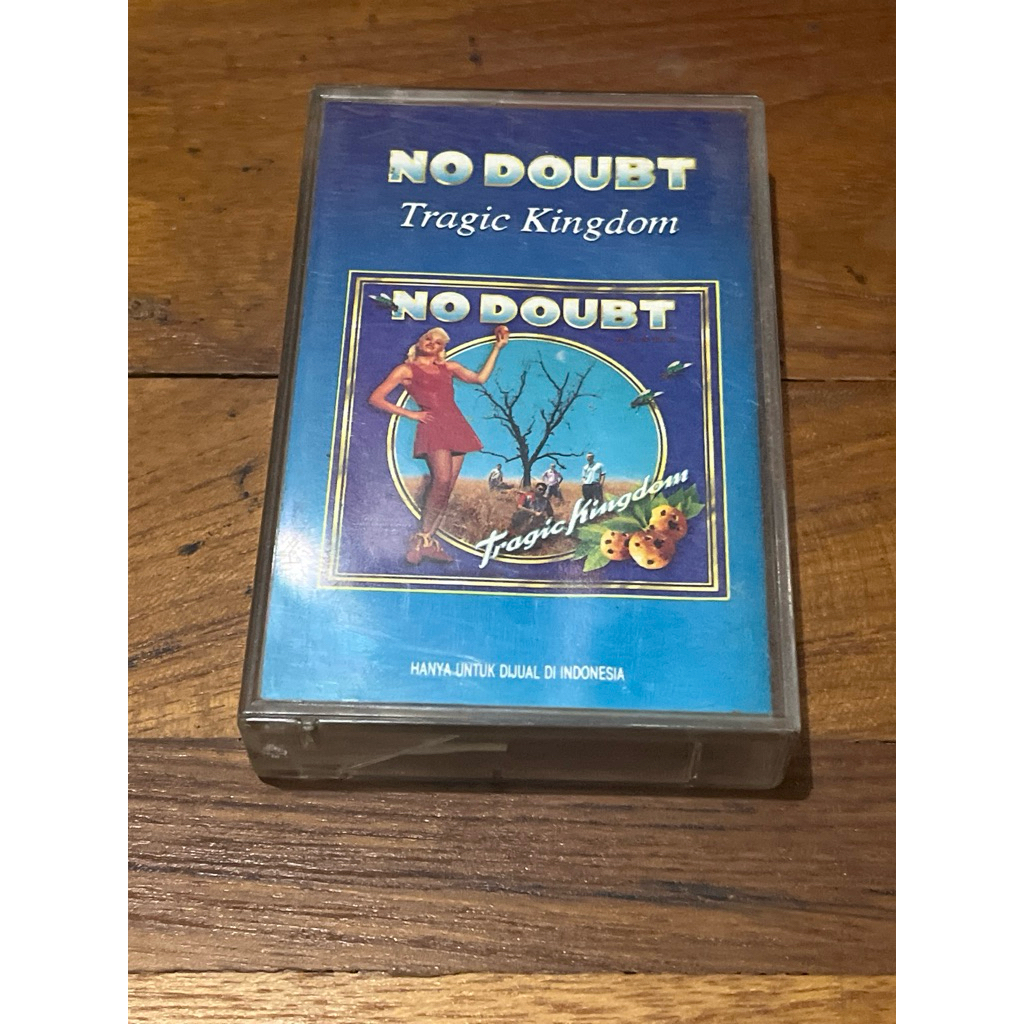 NO DOUBT
Tragic Kingdom
NO DOUBT
Tragic Kingdom
HANYA UNTUK DIJUAL DI INDONESIA